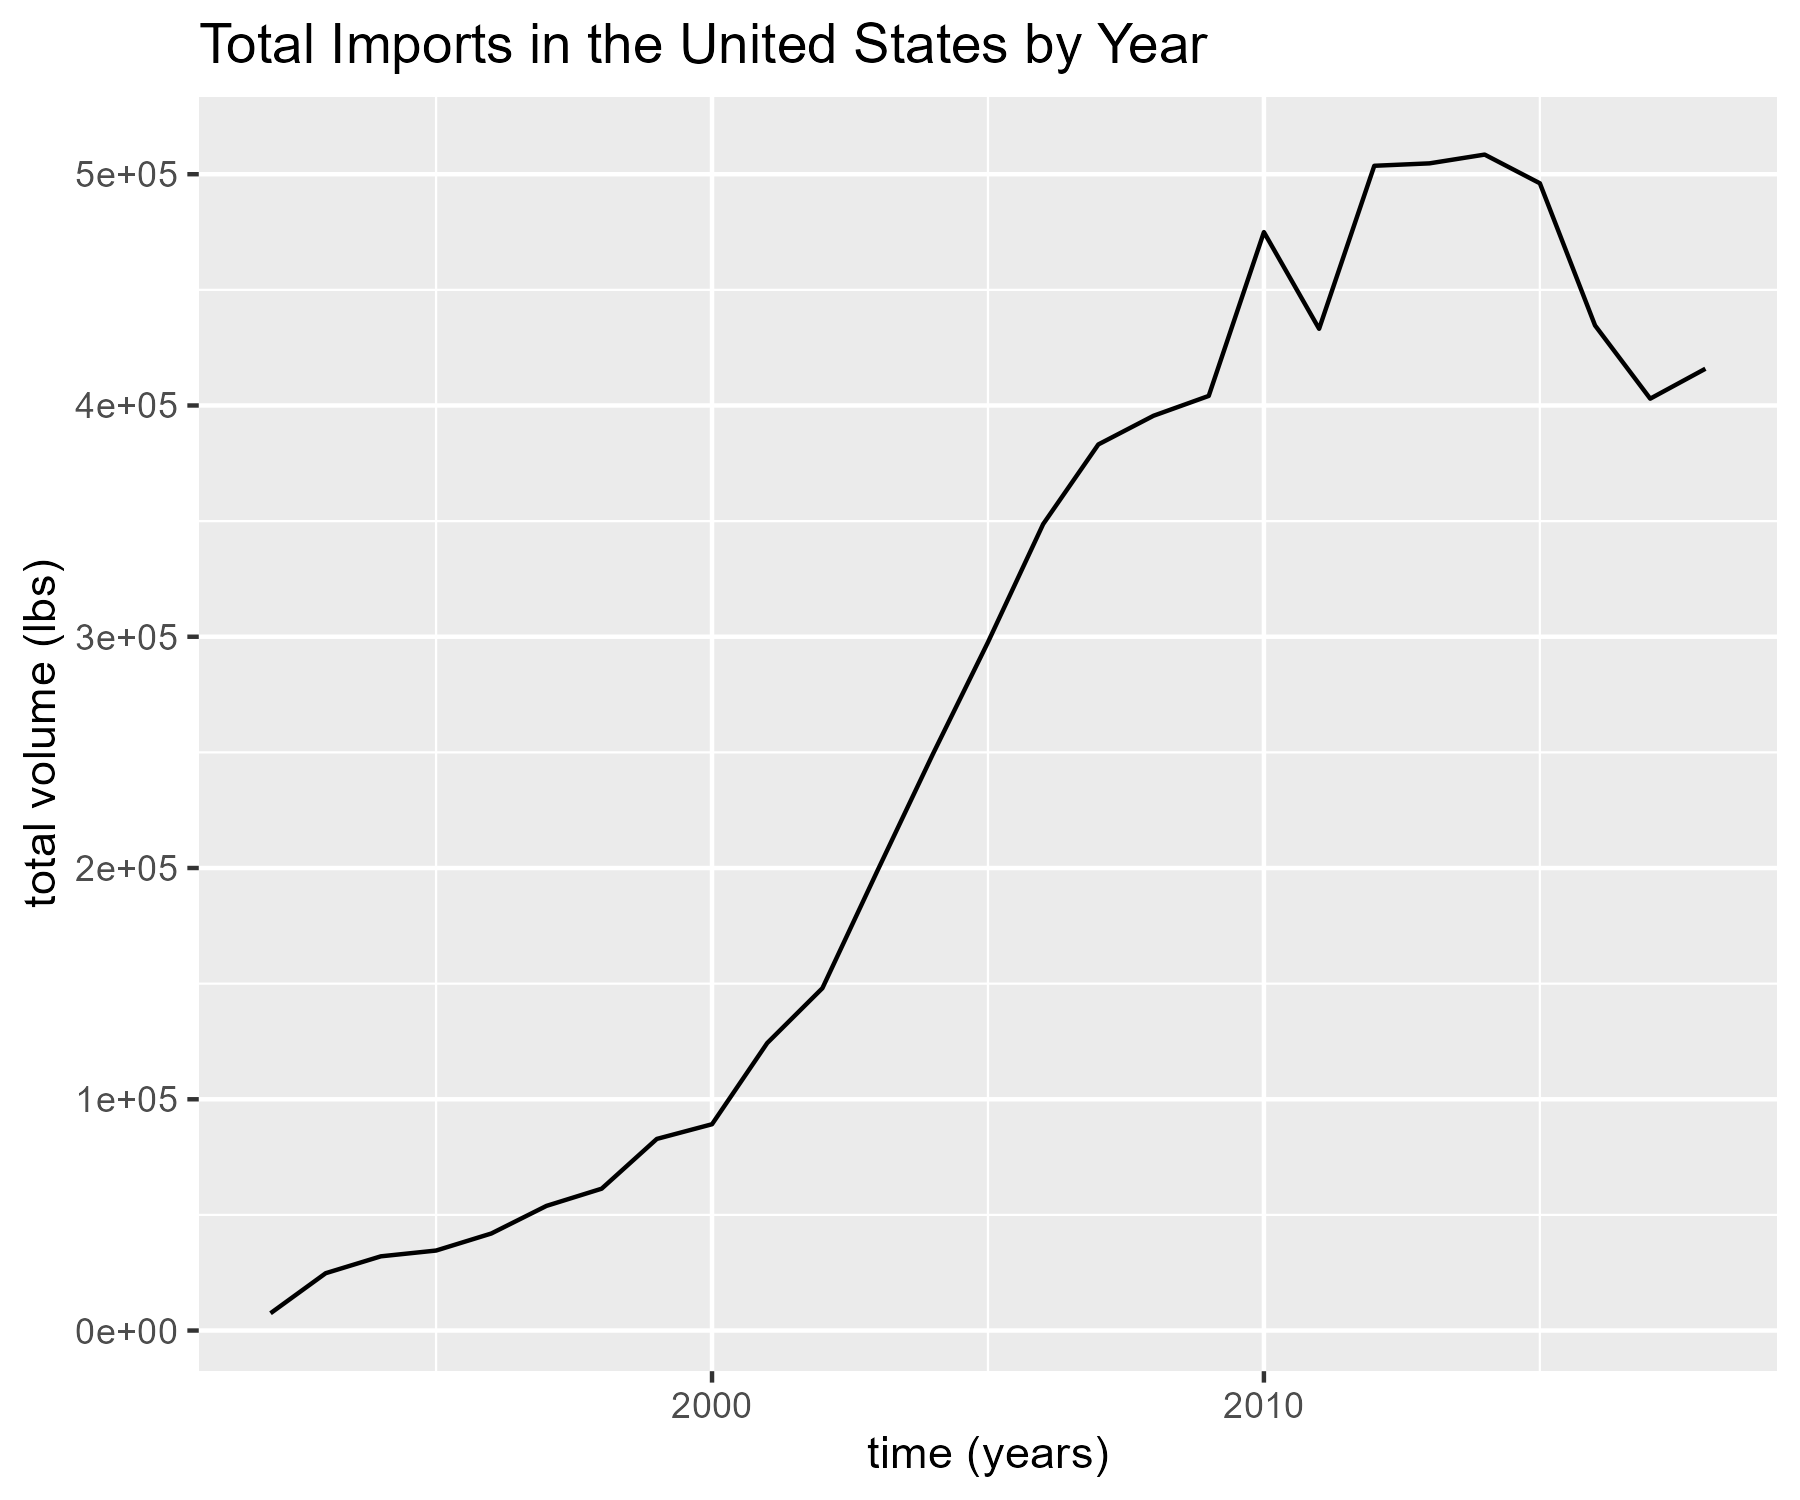 Total Imports in the United States by Year
total volume (lbs)
5e+05
4e+05
3e+05
2e+05
1e+05
0e+00
2000
2010
time (years)